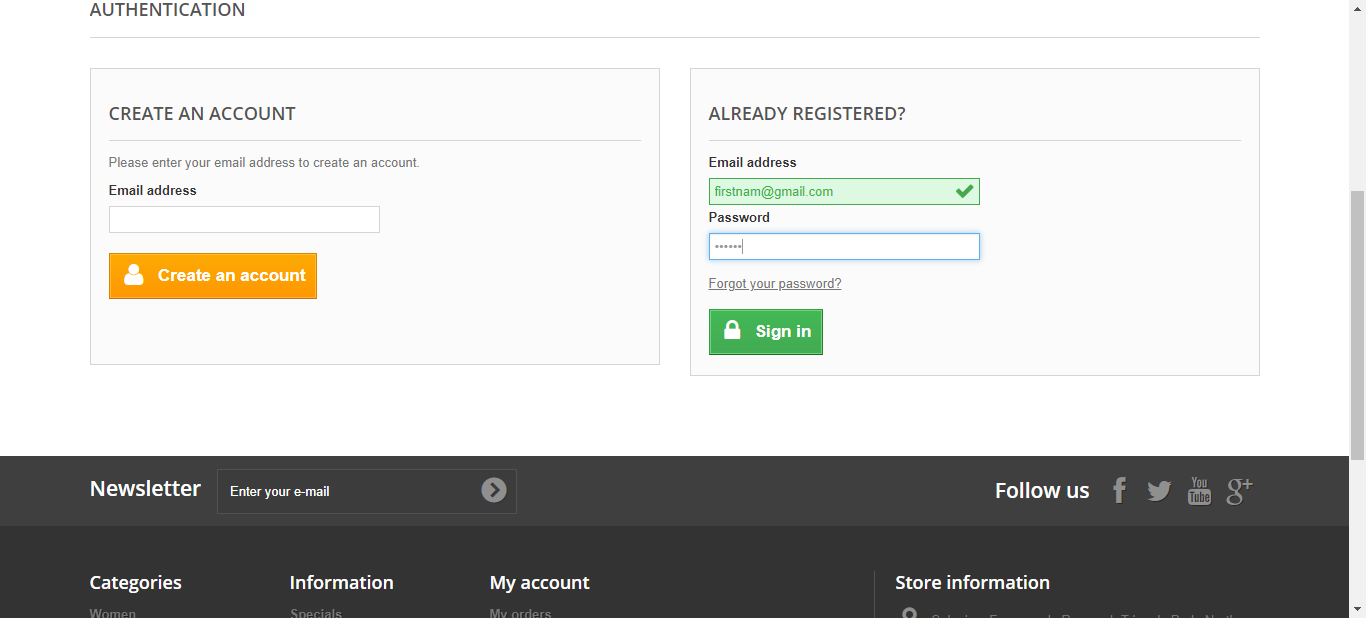 AUTHENTICATION
CREATE AN ACCOUNT
Please enter your email address to create an account.
Email address
Create an account
ALREADY REGISTERED?
Email address
firstnam@gmail.com
Password
••••••
Forgot your password?
Sign in
Newsletter
Enter your e-mail
Follow us
You
Tube
g+
Categories
Information
My account
Store information
Women
Specials
My orders